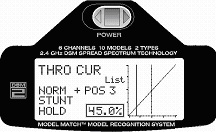 POWER
6 CHANNELS 10 MODELS 2 TYPES
2.4 GHz DSM SPREAD SPECTRUM TECHNOLOGY
THRO CUR
List
NORM + POS 3
STUNT
HOLD 45.0%
MODEL MATCH™ MODEL RECOGNITION SYSTEM